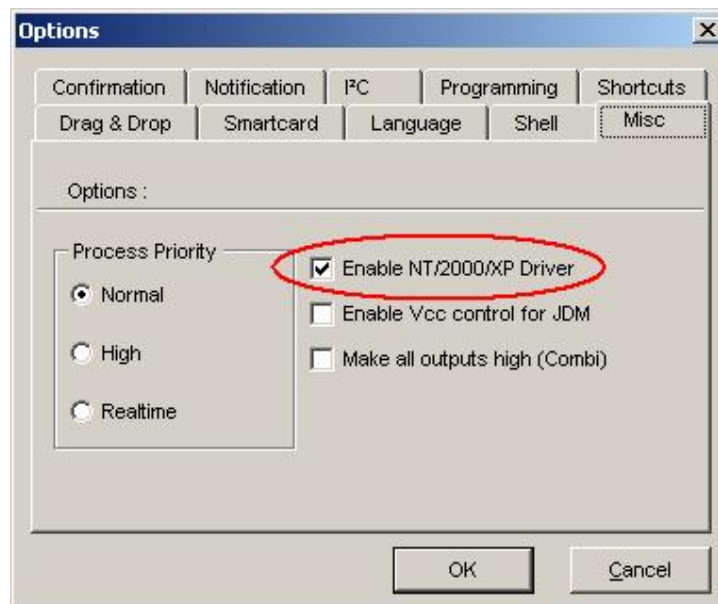 Options
Confirmation Notification I²C Programming Shortcuts
Drag & Drop Smartcard Language Shell Misc
Options :
Process Priority
Normal
High
Realtime
Enable NT/2000/XP Driver
Enable Vcc control for JDM
Make all outputs high (Combi)
OK Cancel